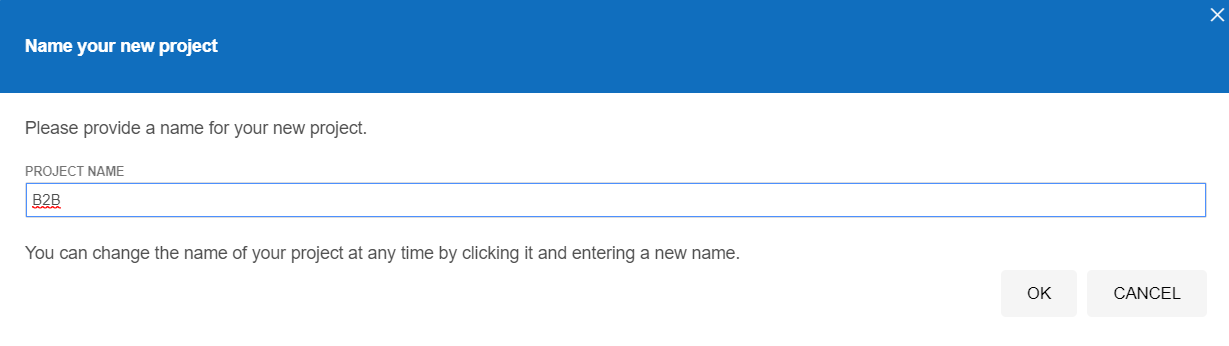 Name your new project
Please provide a name for your new project.
PROJECT NAME
B2B
You can change the name of your project at any time by clicking it and entering a new name.
OK
CANCEL